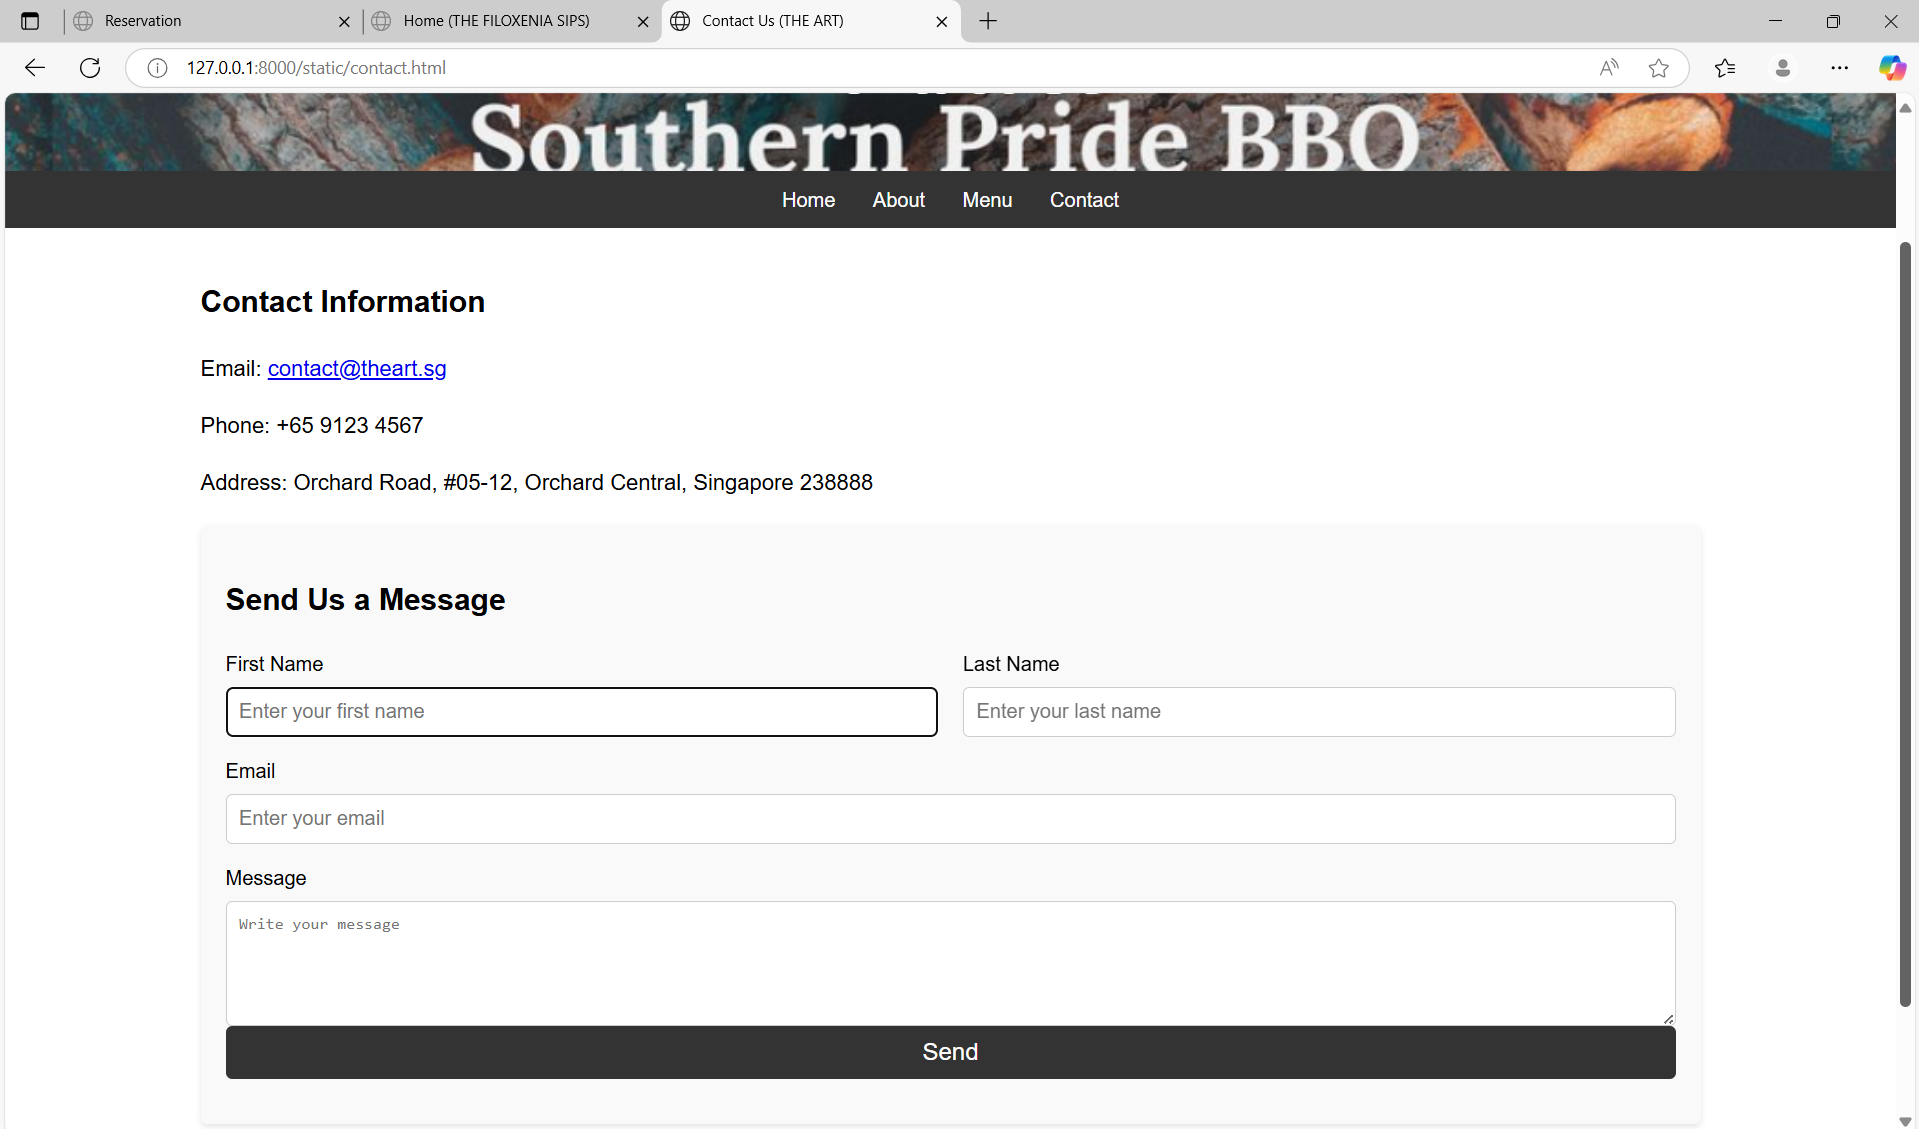 Reservation
Home (THE FILOXENIA SIPS)
Contact Us (THE ART)
127.0.0.1:8000/static/contact.html
Southern Pride BBQ
Home About Menu Contact
Contact Information
Email: contact@theart.sg
Phone: +65 9123 4567
Address: Orchard Road, #05-12, Orchard Central, Singapore 238888
Send Us a Message
First Name Last Name
Enter your first name Enter your last name
Email
Enter your email
Message
Write your message
Send